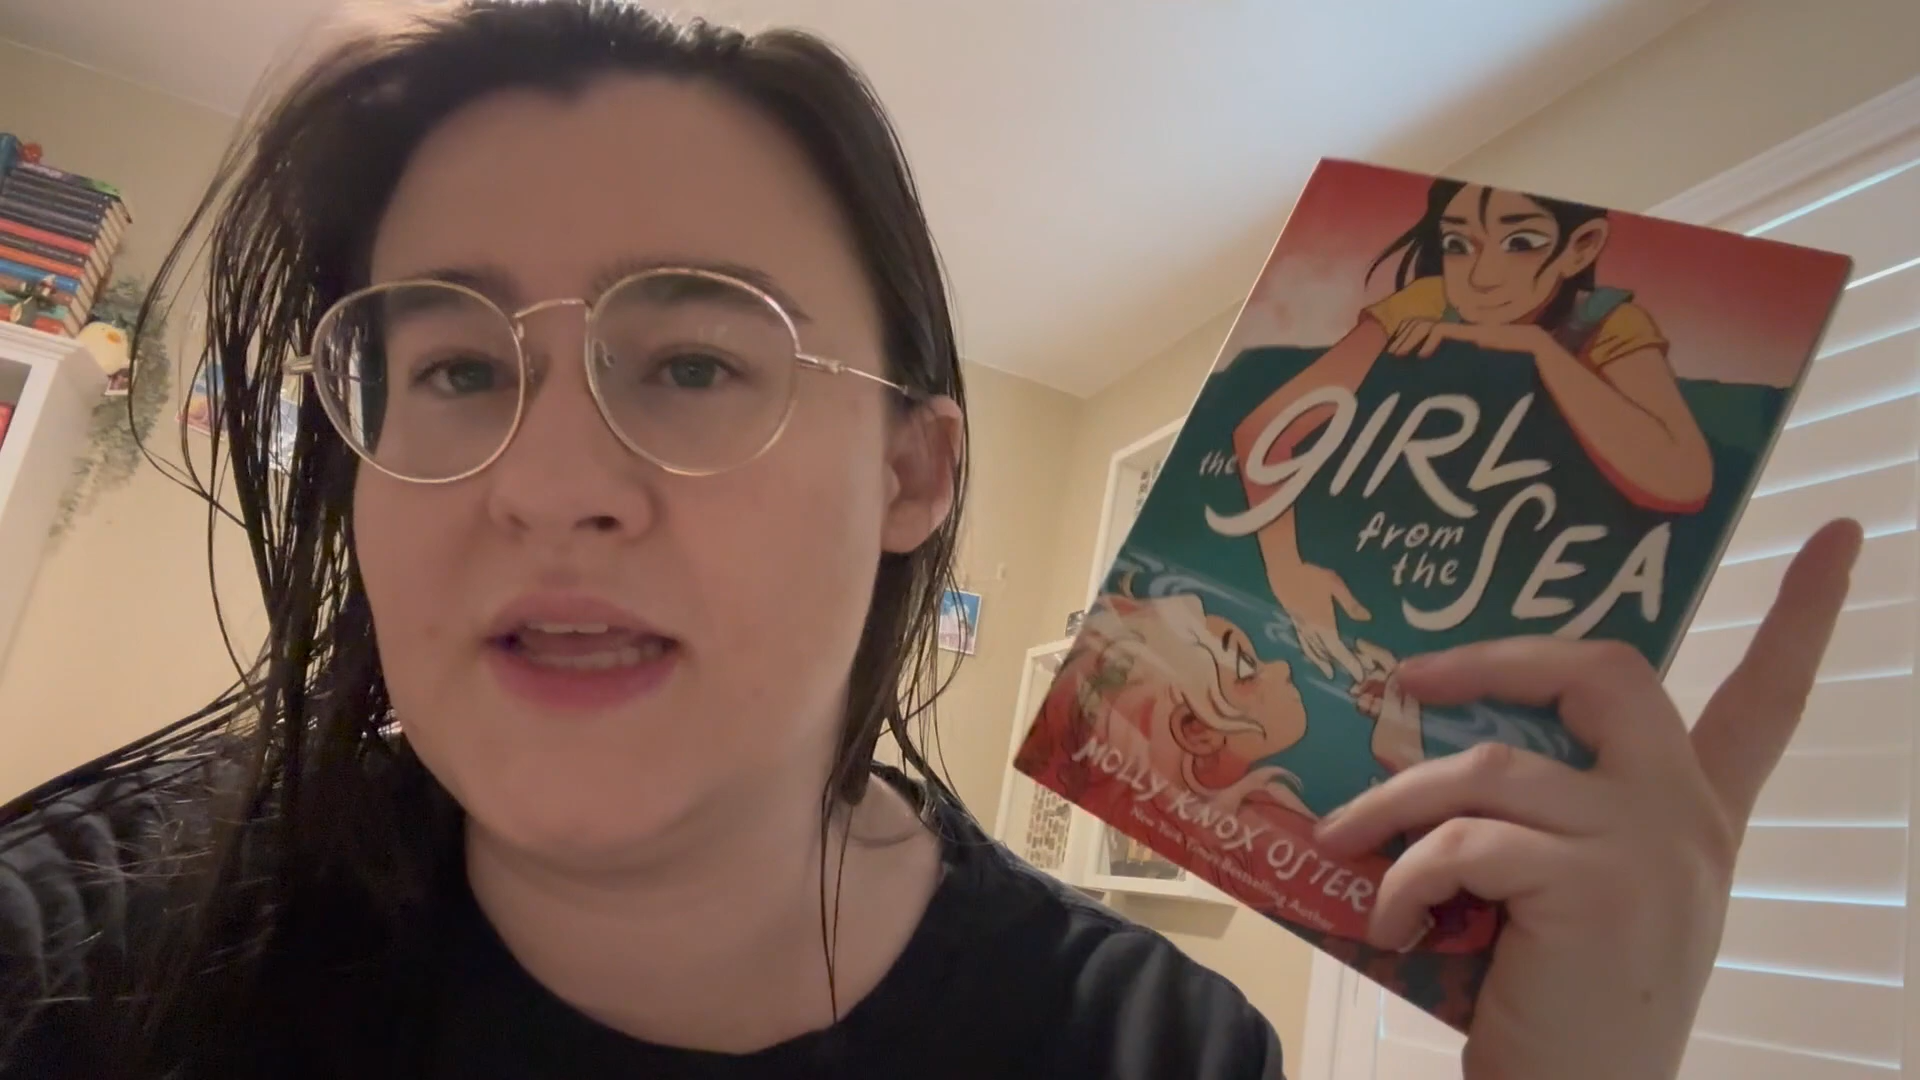 the GIRL
from
the SEA
MOLLY KNOX OSTER
New York Times Bestselling Author